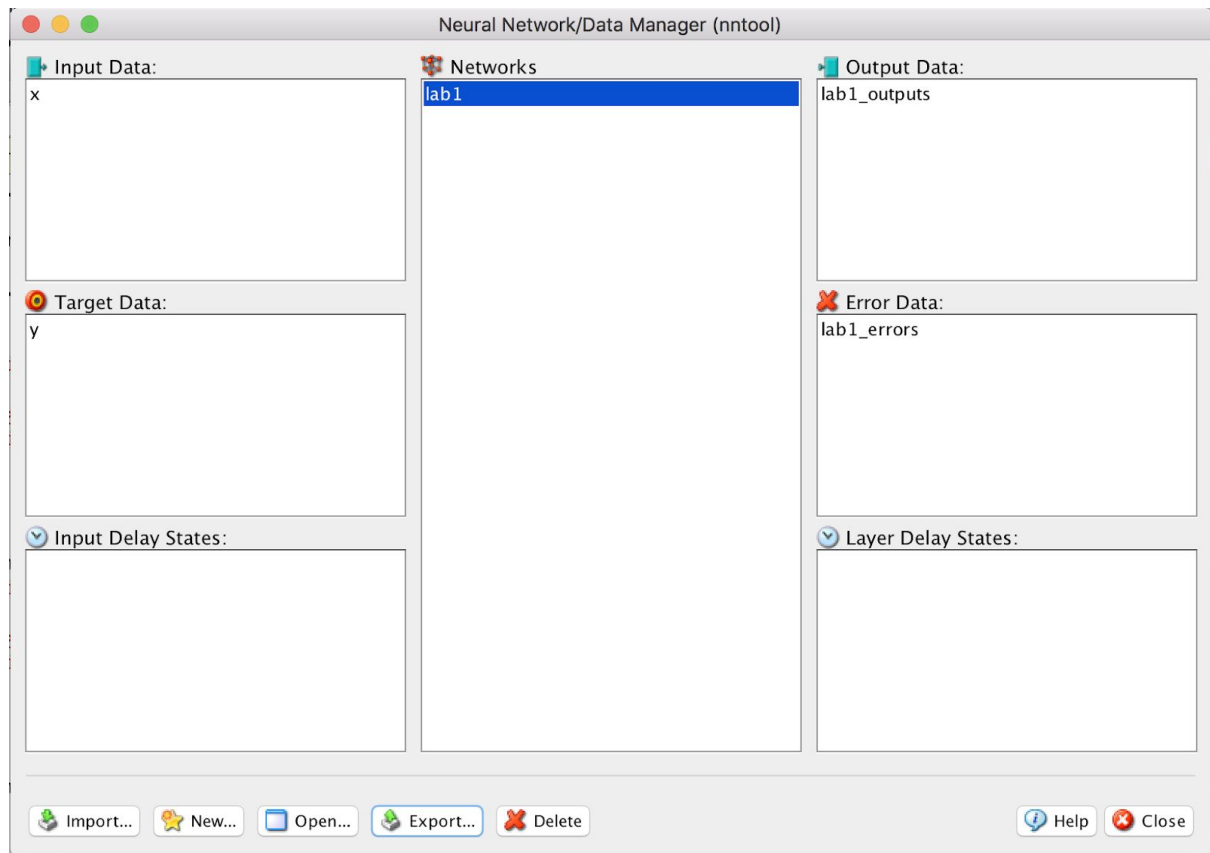 Neural Network/Data Manager (nntool)
Input Data:
x
Networks
lab1
Output Data:
lab1_outputs
Target Data:
y
Error Data:
lab1_errors
Input Delay States:
Layer Delay States:
Import...
New...
Open...
Export...
Delete
Help
Close